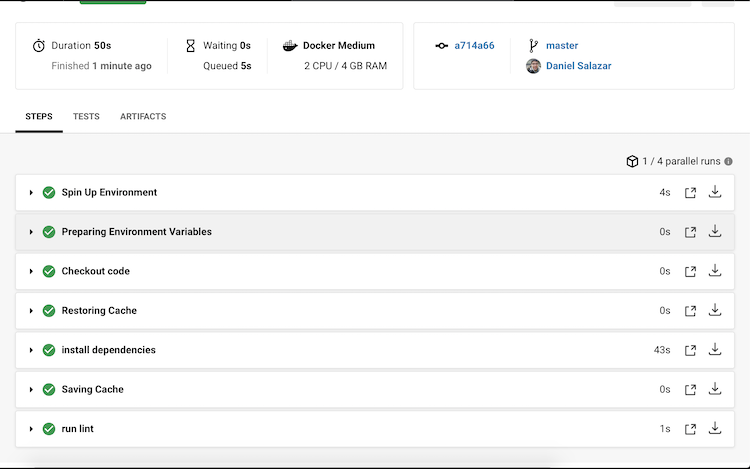 Duration 50s
Finished 1 minute ago
Waiting 0s
Queued 5s
Docker Medium
2 CPU / 4 GB RAM
a714a66
master
Daniel Salazar
STEPS TESTS ARTIFACTS
1 / 4 parallel runs
Spin Up Environment 4s
Preparing Environment Variables 0s
Checkout code 0s
Restoring Cache 0s
install dependencies 43s
Saving Cache 0s
run lint 1s